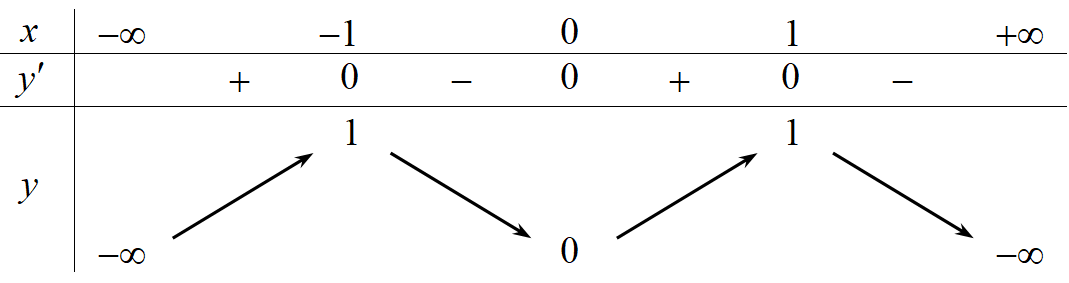 x −∞ −1 0 1 +∞
y′ + 0 − 0 + 0 −
1 1
y
−∞ 0 −∞